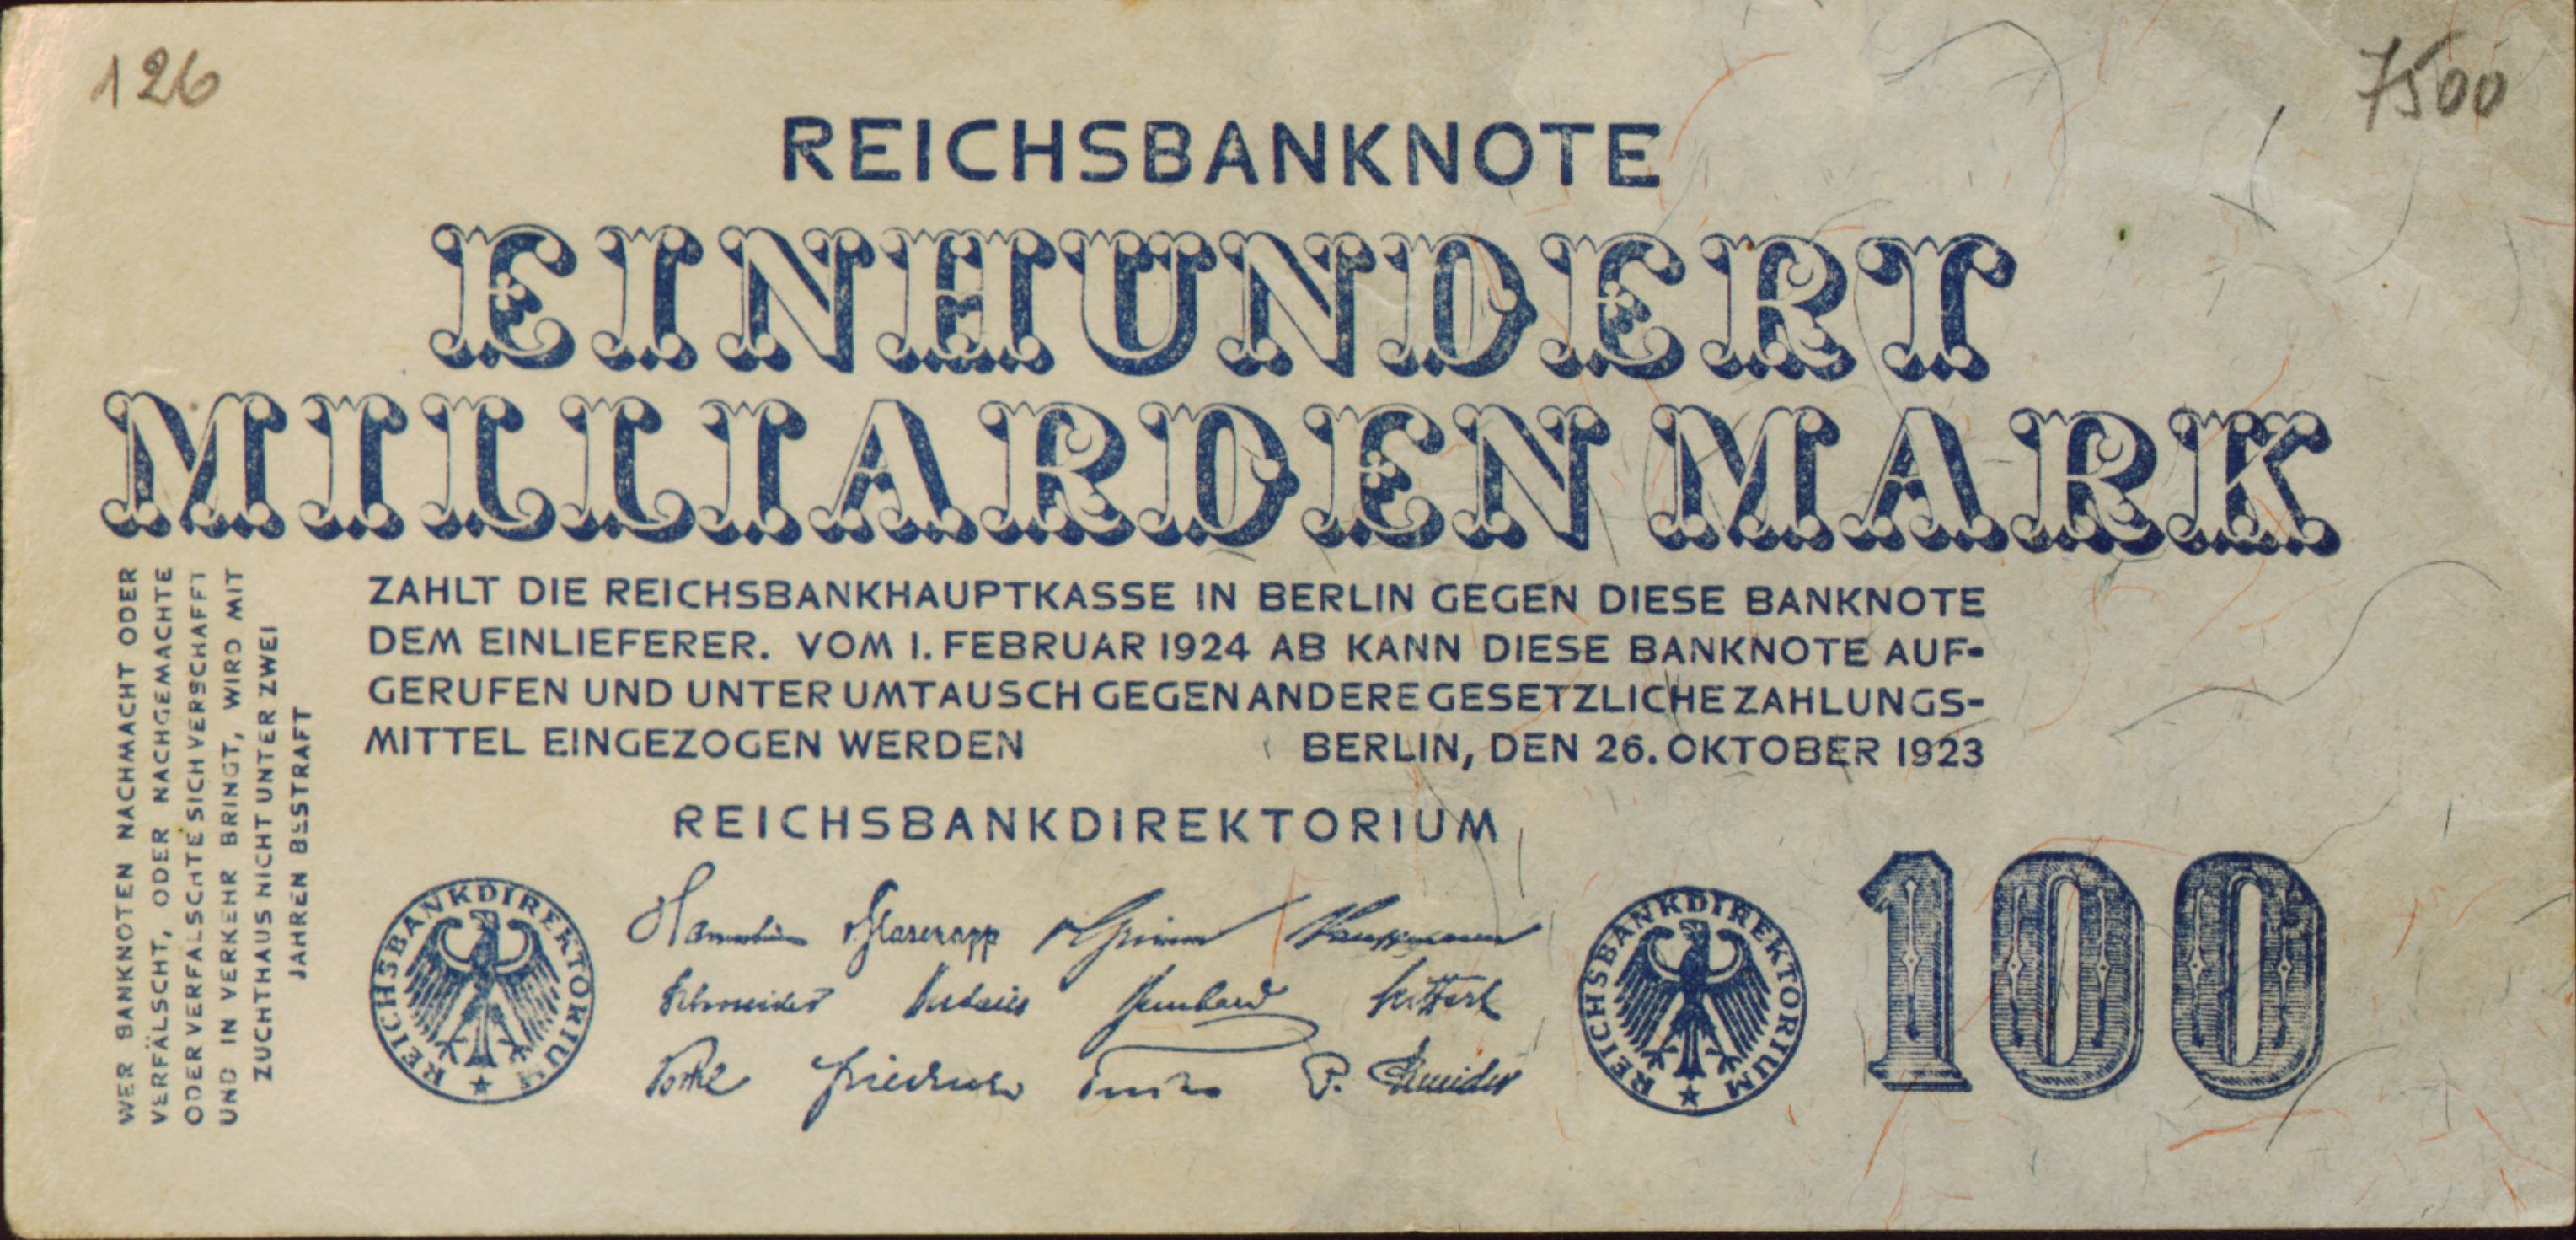 126
7500
REICHSBANKNOTE
EINHUNDERT
MILLIARDEN MARK
ZAHLT DIE REICHSBANKHAUPTKASSE IN BERLIN GEGEN DIESE BANKNOTE
DEM EINLIEFERER. VOM 1. FEBRUAR 1924 AB KANN DIESE BANKNOTE AUF-
GERUFEN UND UNTER UMTAUSCH GEGEN ANDERE GESETZLICHE ZAHLUNGS-
MITTEL EINGEZOGEN WERDEN BERLIN, DEN 26. OKTOBER 1923
WER BANKNOTEN NACHMACHT ODER
VERFÄLSCHT, ODER NACHGEMACHTE
ODER VERFÄLSCHTE SICH VERSCHAFFT
UND IN VERKEHR BRINGT, WIRD MIT
ZUCHTHAUS NICHT UNTER ZWEI
JAHREN BESTRAFT
REICHSBANKDIREKTORIUM
REICHSBANKDIREKTORIUM
v. Glasenapp v. Grimm Kauffmann
Schneider
P. Schneider
REICHSBANKDIREKTORIUM
100